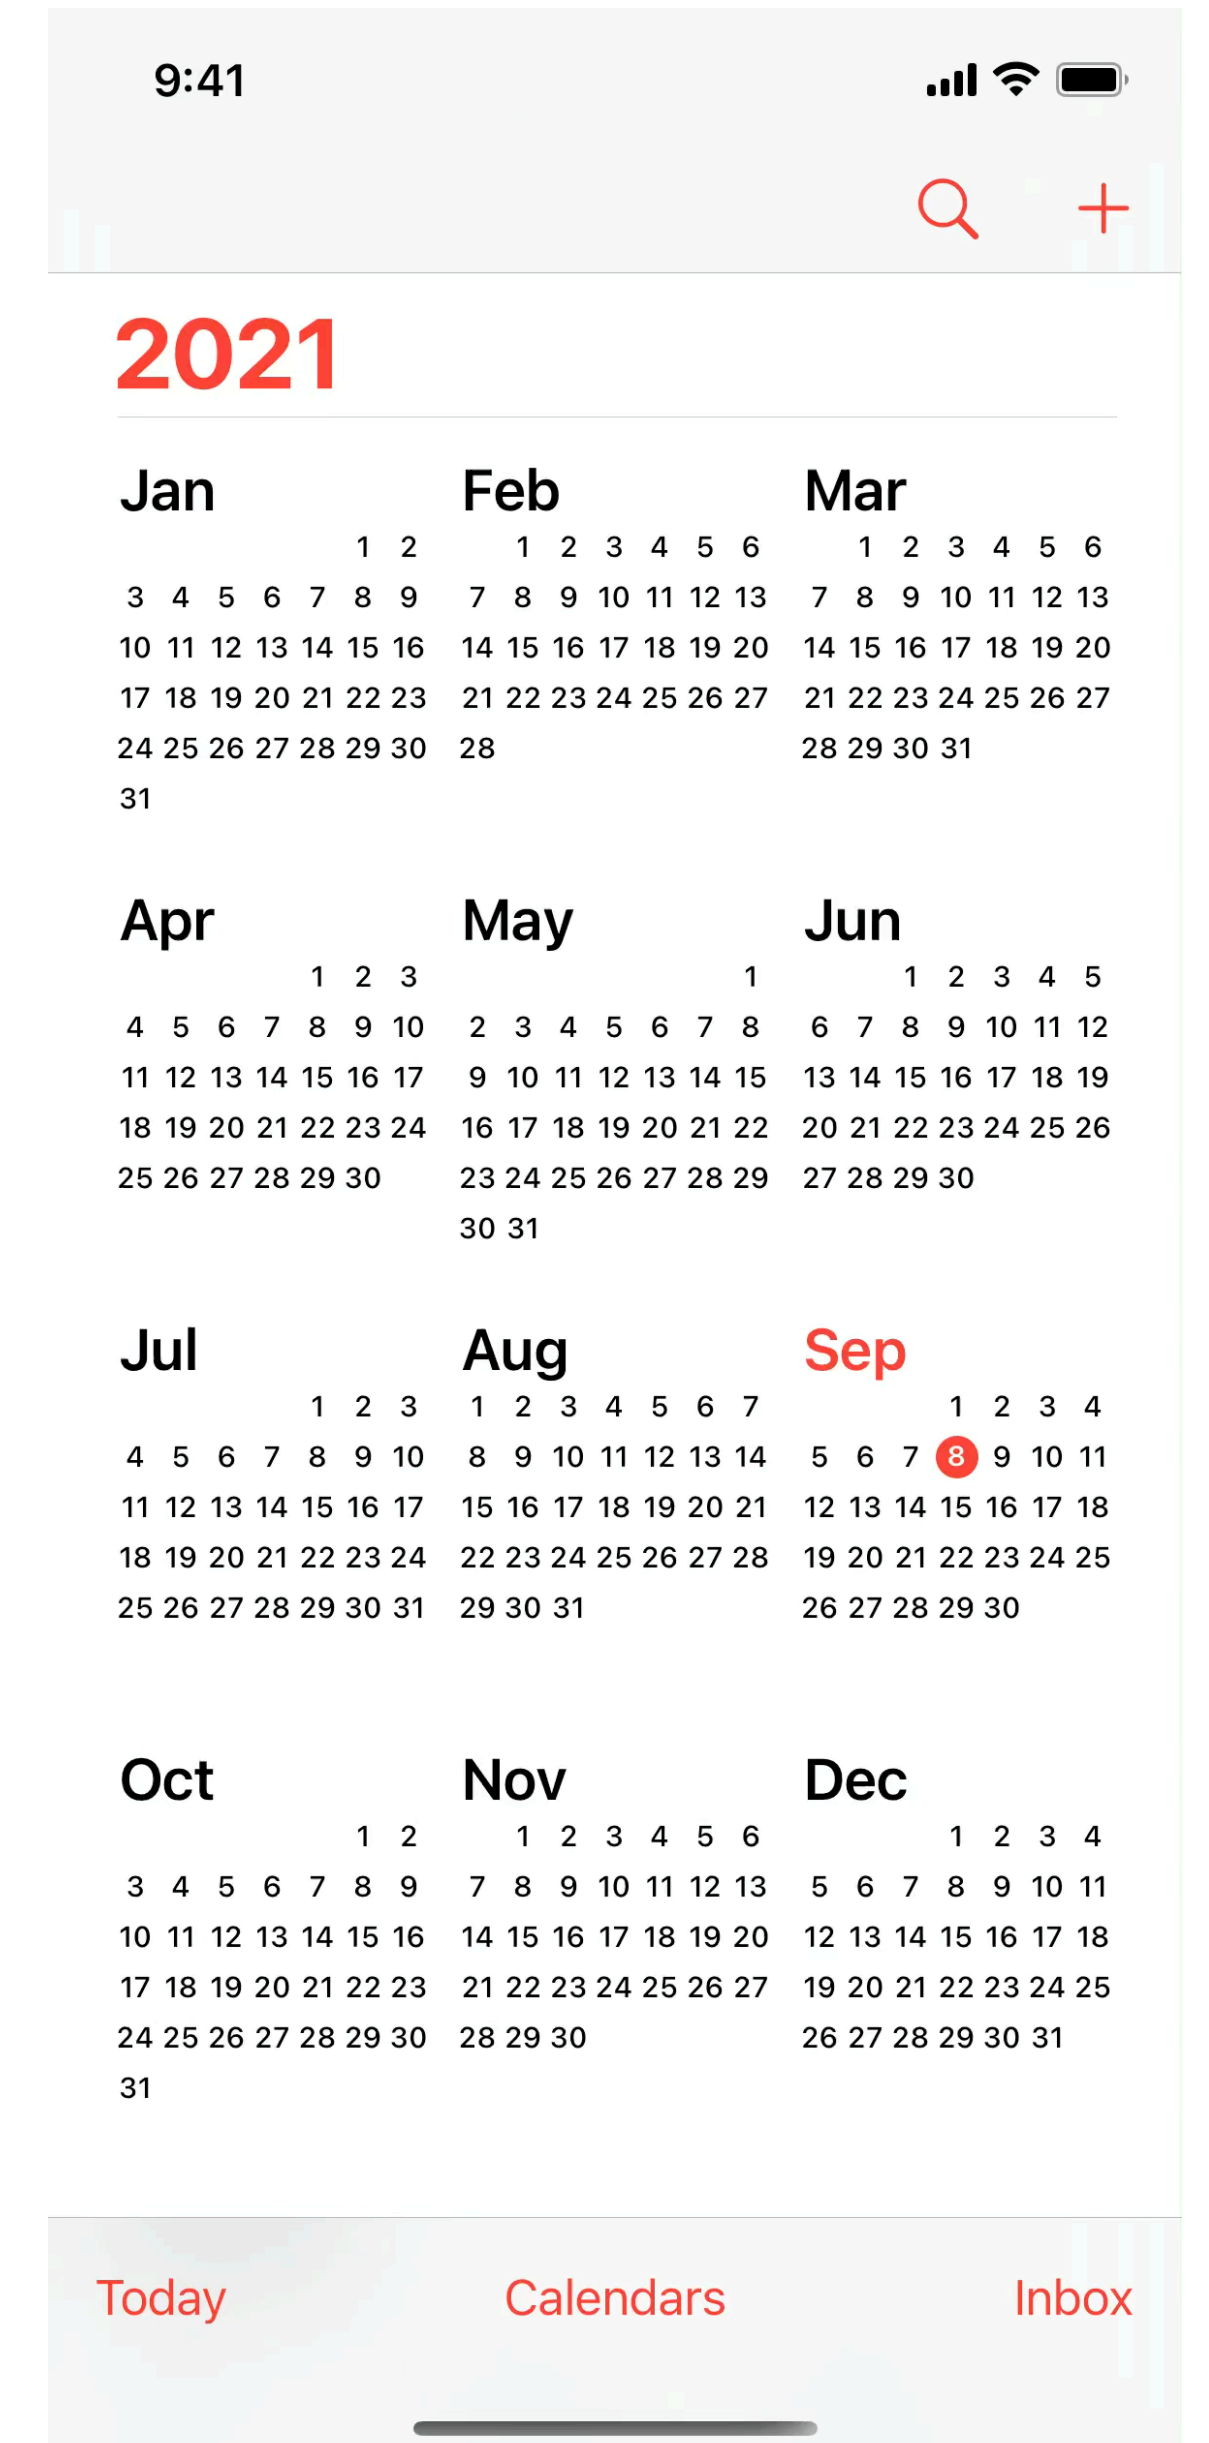 9:41
2021
Jan
1 2
3 4 5 6 7 8 9
10 11 12 13 14 15 16
17 18 19 20 21 22 23
24 25 26 27 28 29 30
31
Feb
1 2 3 4 5 6
7 8 9 10 11 12 13
14 15 16 17 18 19 20
21 22 23 24 25 26 27
28
Mar
1 2 3 4 5 6
7 8 9 10 11 12 13
14 15 16 17 18 19 20
21 22 23 24 25 26 27
28 29 30 31
Apr
1 2 3
4 5 6 7 8 9 10
11 12 13 14 15 16 17
18 19 20 21 22 23 24
25 26 27 28 29 30
May
1
2 3 4 5 6 7 8
9 10 11 12 13 14 15
16 17 18 19 20 21 22
23 24 25 26 27 28 29
30 31
Jun
1 2 3 4 5
6 7 8 9 10 11 12
13 14 15 16 17 18 19
20 21 22 23 24 25 26
27 28 29 30
Jul
1 2 3
4 5 6 7 8 9 10
11 12 13 14 15 16 17
18 19 20 21 22 23 24
25 26 27 28 29 30 31
Aug
1 2 3 4 5 6 7
8 9 10 11 12 13 14
15 16 17 18 19 20 21
22 23 24 25 26 27 28
29 30 31
Sep
1 2 3 4
5 6 7 8 9 10 11
12 13 14 15 16 17 18
19 20 21 22 23 24 25
26 27 28 29 30
Oct
1 2
3 4 5 6 7 8 9
10 11 12 13 14 15 16
17 18 19 20 21 22 23
24 25 26 27 28 29 30
31
Nov
1 2 3 4 5 6
7 8 9 10 11 12 13
14 15 16 17 18 19 20
21 22 23 24 25 26 27
28 29 30
Dec
1 2 3 4
5 6 7 8 9 10 11
12 13 14 15 16 17 18
19 20 21 22 23 24 25
26 27 28 29 30 31
Today
Calendars
Inbox